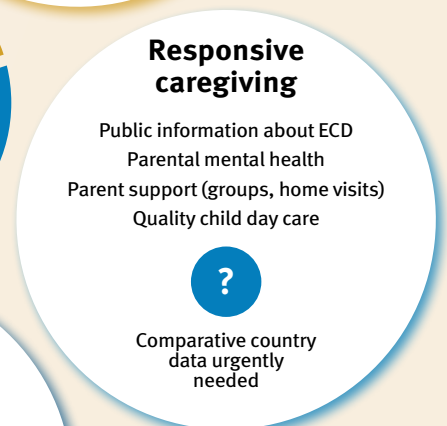 Responsive
caregiving
Public information about ECD
Parental mental health
Parent support (groups, home visits)
Quality child day care
?
Comparative country
data urgently
needed